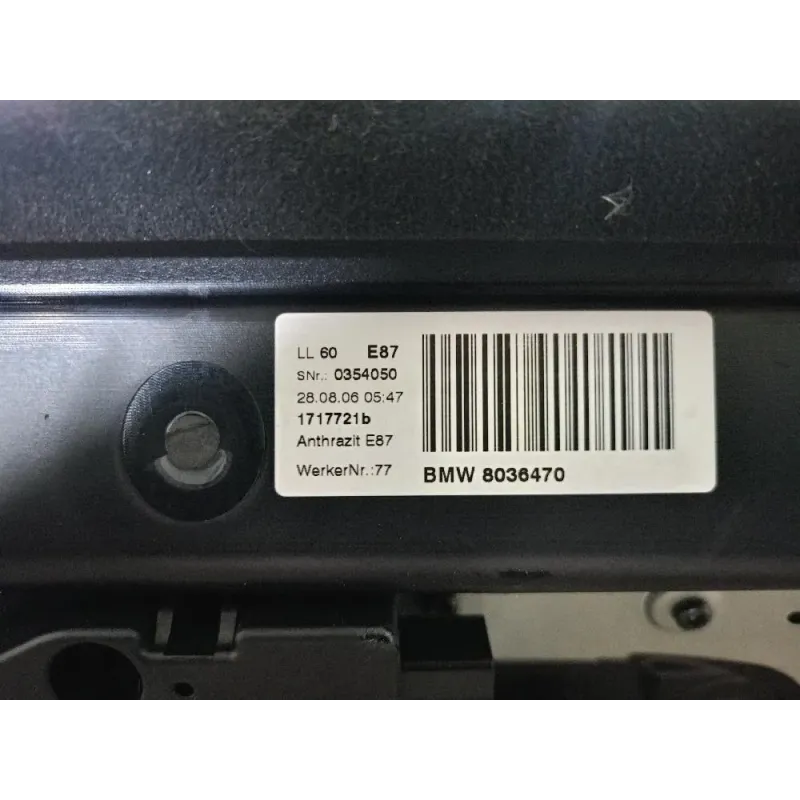 LL 60 E87
SNr.: 0354050
28.08.06 05:47
1717721b
Anthrazit E87
WerkerNr.:77
BMW 8036470